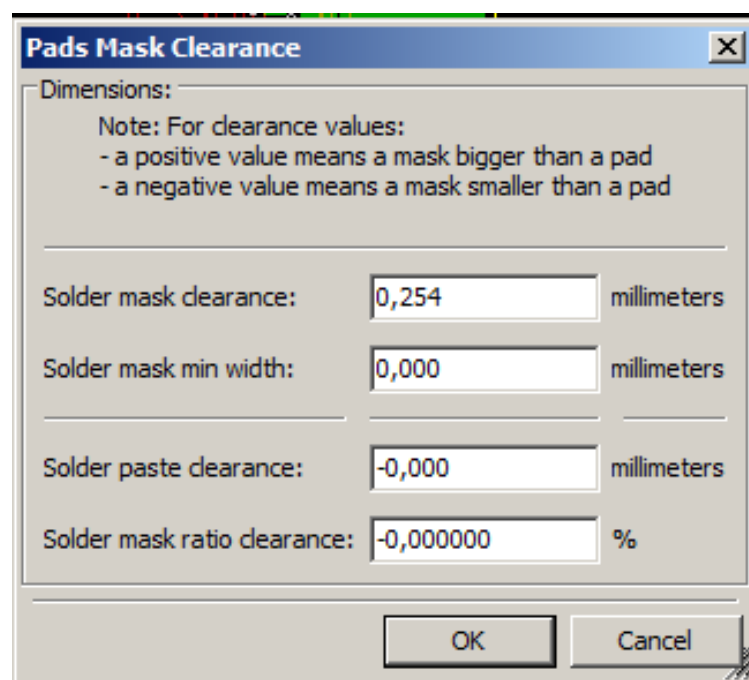 Pads Mask Clearance
Dimensions:
Note: For clearance values:
- a positive value means a mask bigger than a pad
- a negative value means a mask smaller than a pad
Solder mask clearance: 0,254 millimeters
Solder mask min width: 0,000 millimeters
Solder paste clearance: -0,000 millimeters
Solder mask ratio clearance: -0,000000 %
OK Cancel